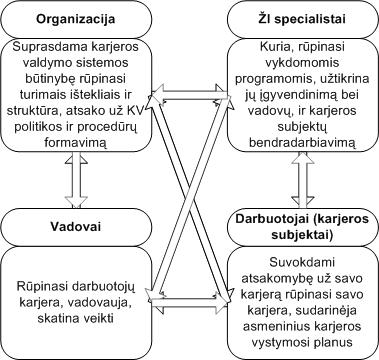 Organizacija
Suprasdama karjeros
valdymo sistemos
būtinybę rūpinasi
turimais ištekliais ir
struktūra, atsako už KV
politikos ir procedūrų
formavimą
ŽI specialistai
Kuria, rūpinasi
vykdomomis
programomis, užtikrina
jų įgyvendinimą bei
vadovų, ir karjeros
subjektų
bendradarbiavimą
Vadovai
Rūpinasi darbuotojų
karjera, vadovauja,
skatina veikti
Darbuotojai (karjeros
subjektai)
Suvokdami
atsakomybę už savo
karjerą rūpinasi savo
karjera, sudarinėja
asmeninius karjeros
vystymosi planus